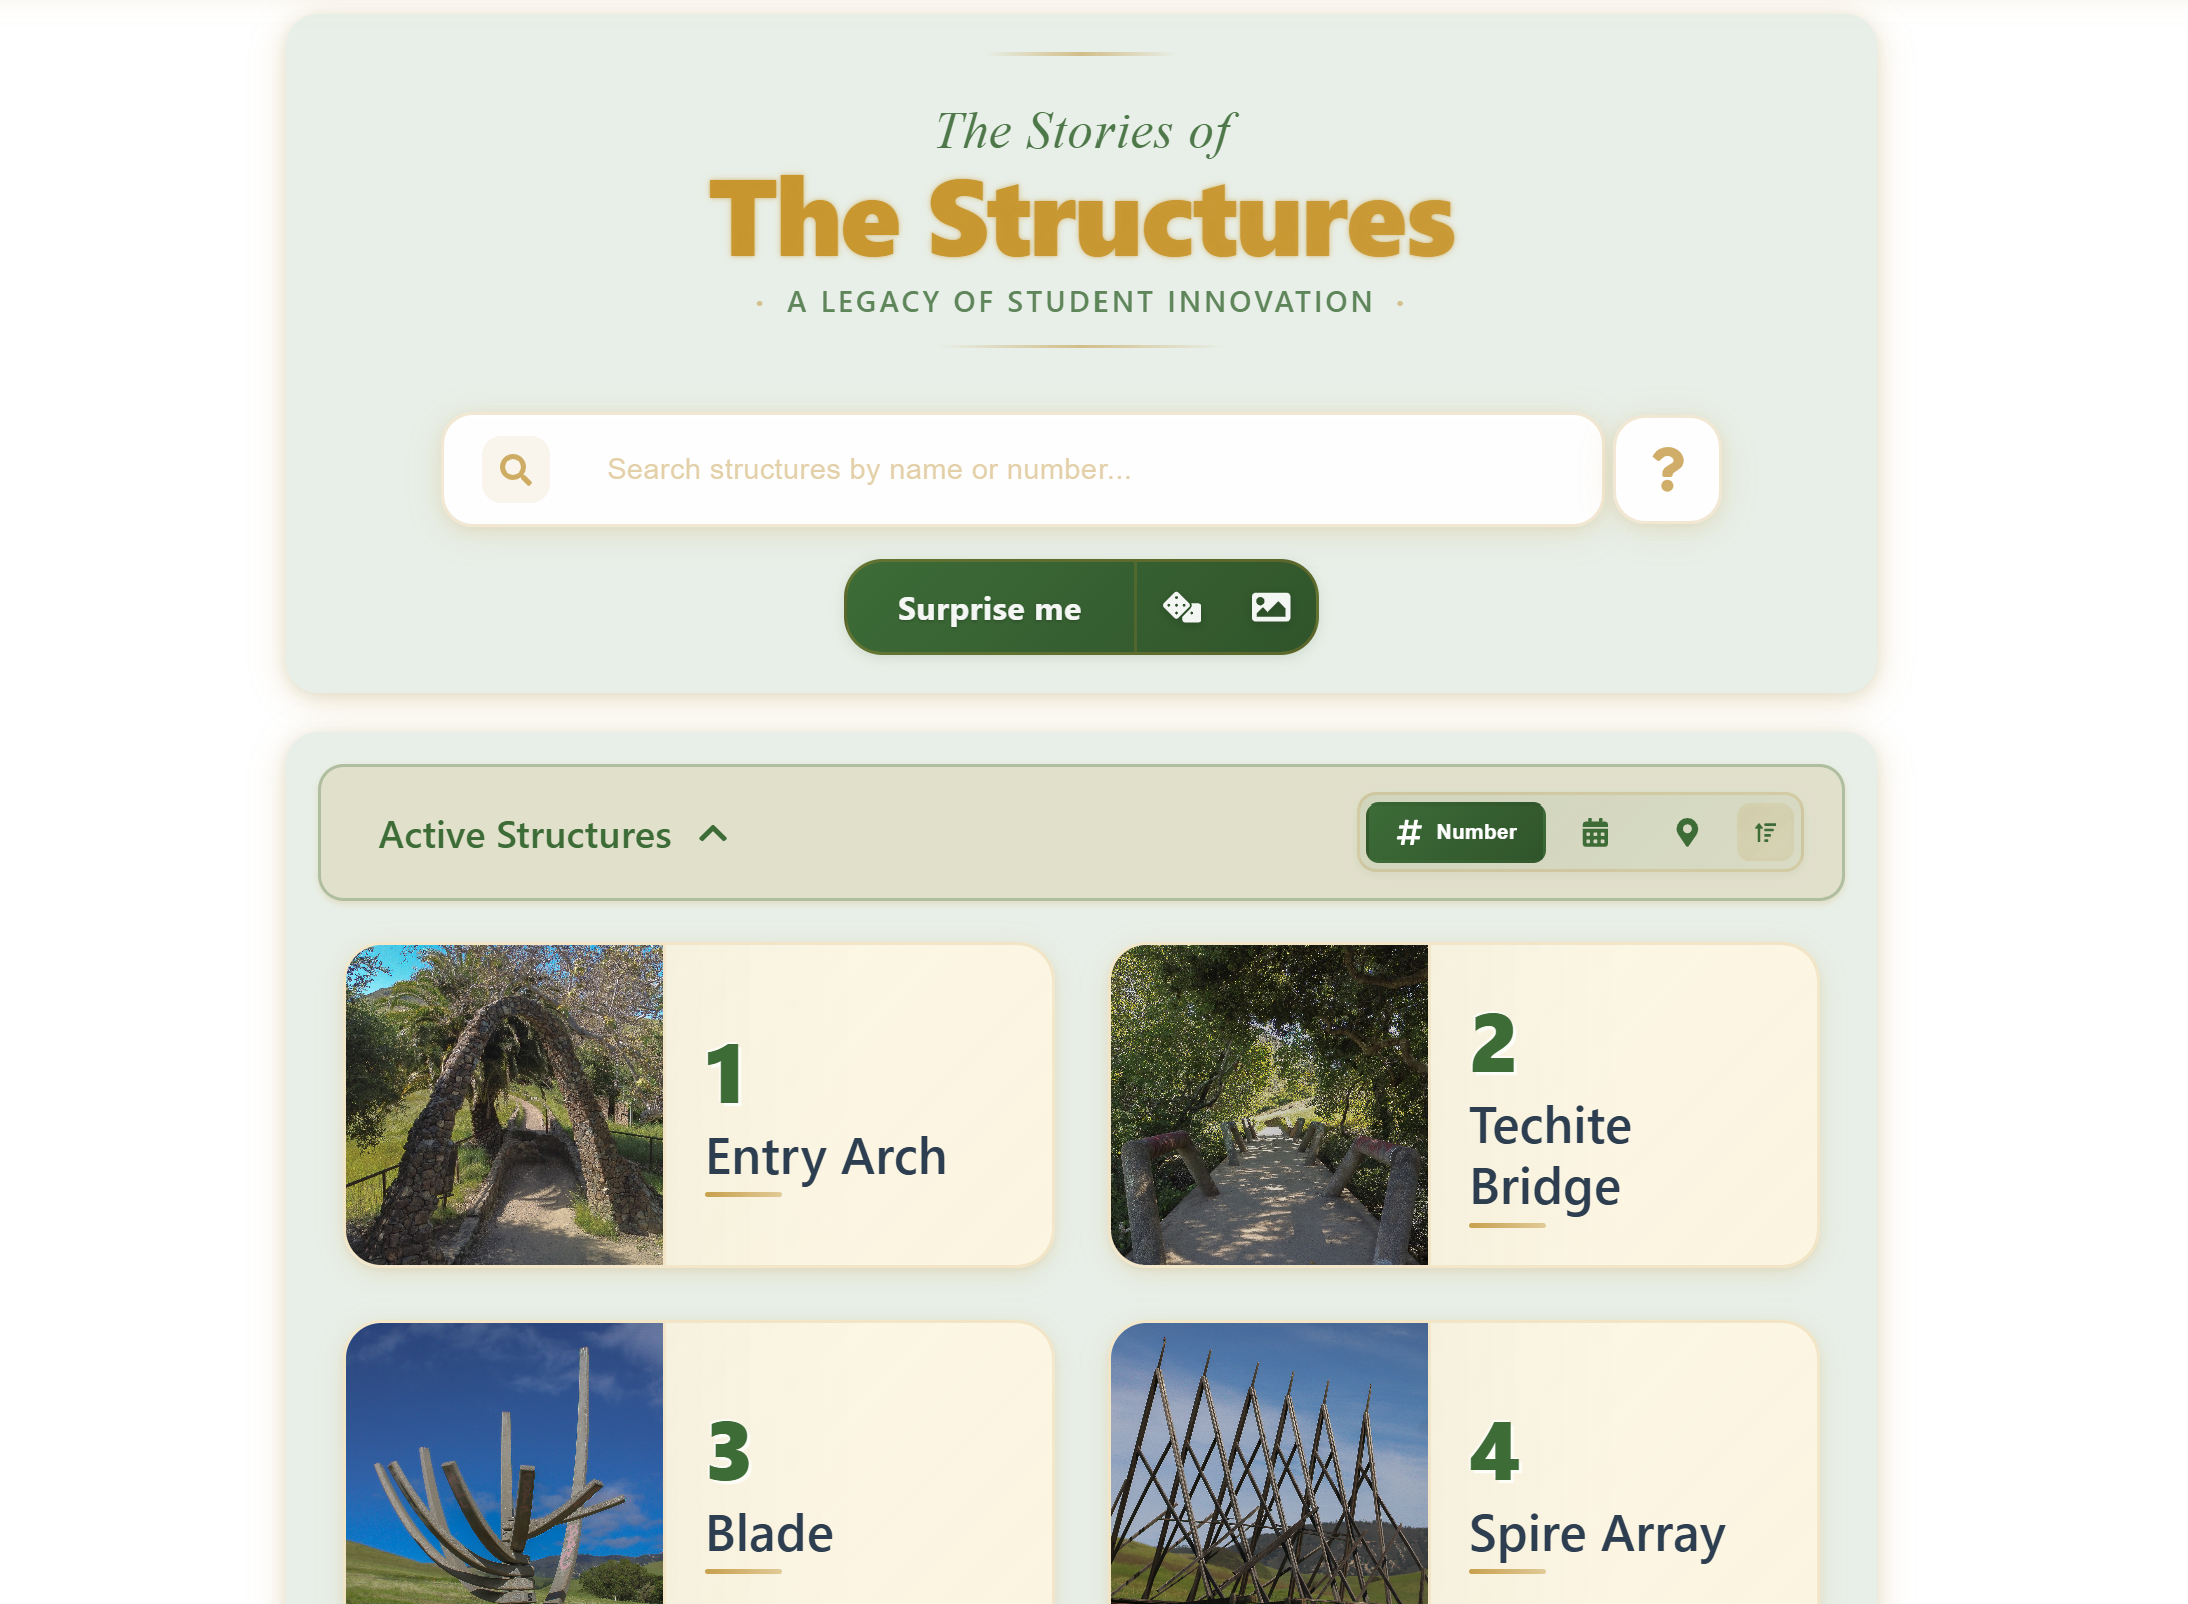 The Stories of
The Structures
· A LEGACY OF STUDENT INNOVATION ·
Search structures by name or number...
?
Surprise me
Active Structures
# Number
1
Entry Arch
2
Techite
Bridge
3
Blade
4
Spire Array